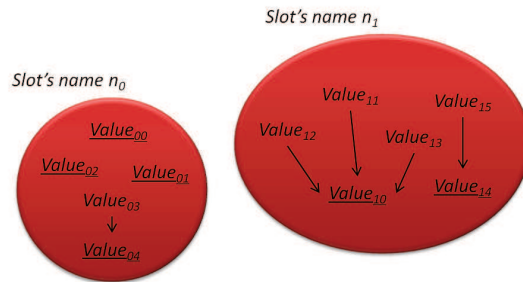 Slot's name n₀
Value₀₀
Value₀₂
Value₀₁
Value₀₃
Value₀₄
Slot's name n₁
Value₁₁
Value₁₅
Value₁₂
Value₁₃
Value₁₀
Value₁₄